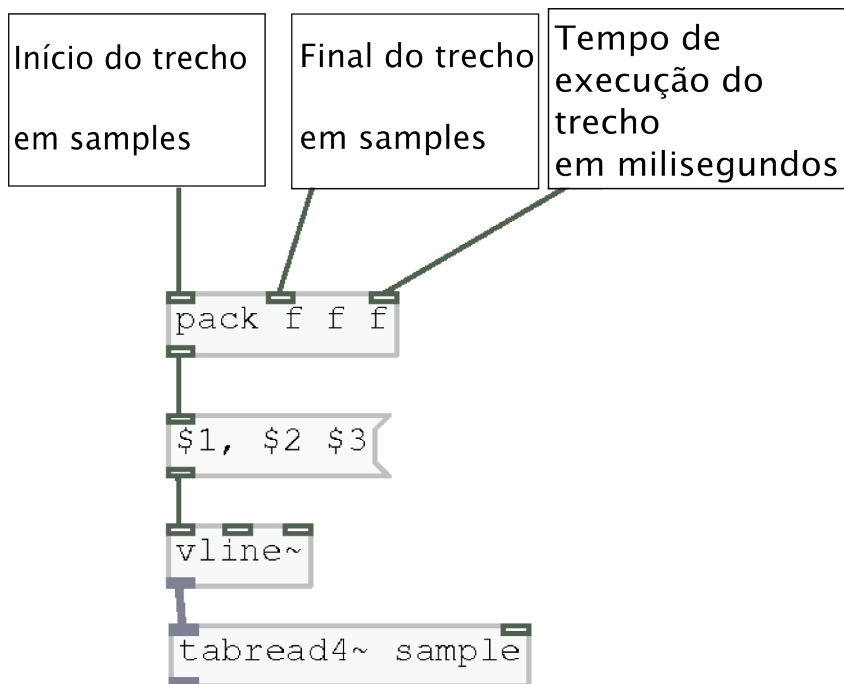 Início do trecho
em samples
Final do trecho
em samples
Tempo de
execução do
trecho
em milisegundos
pack f f f
$1, $2 $3
vline~
tabread4~ sample